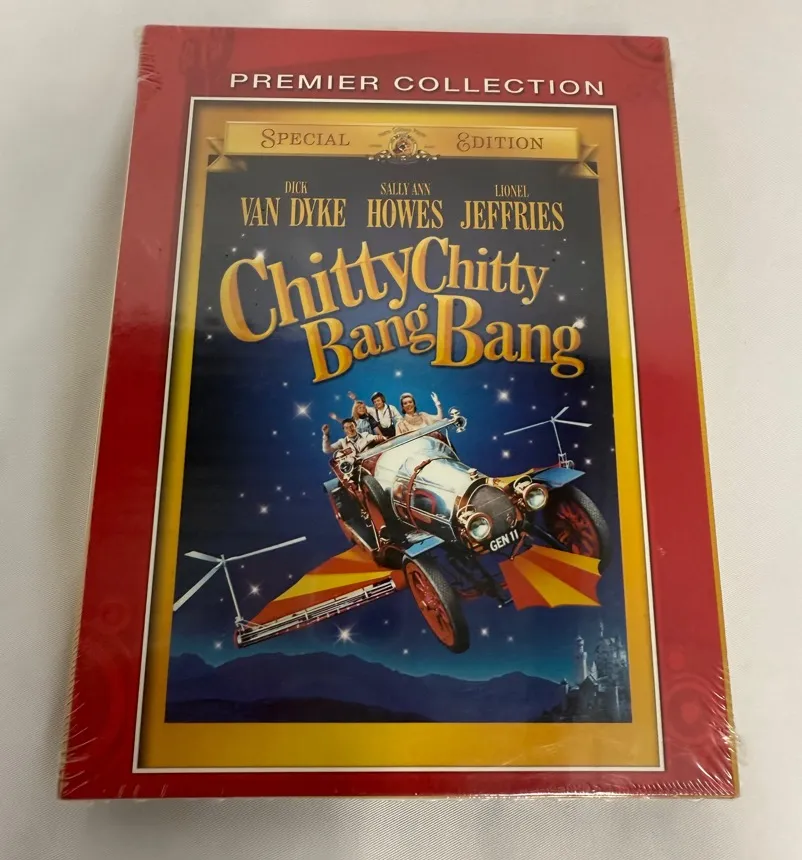 PREMIER COLLECTION
SPECIAL EDITION
DICK VAN DYKE
SALLY ANN HOWES
LIONEL JEFFRIES
Chitty Chitty
Bang Bang
GEN 11